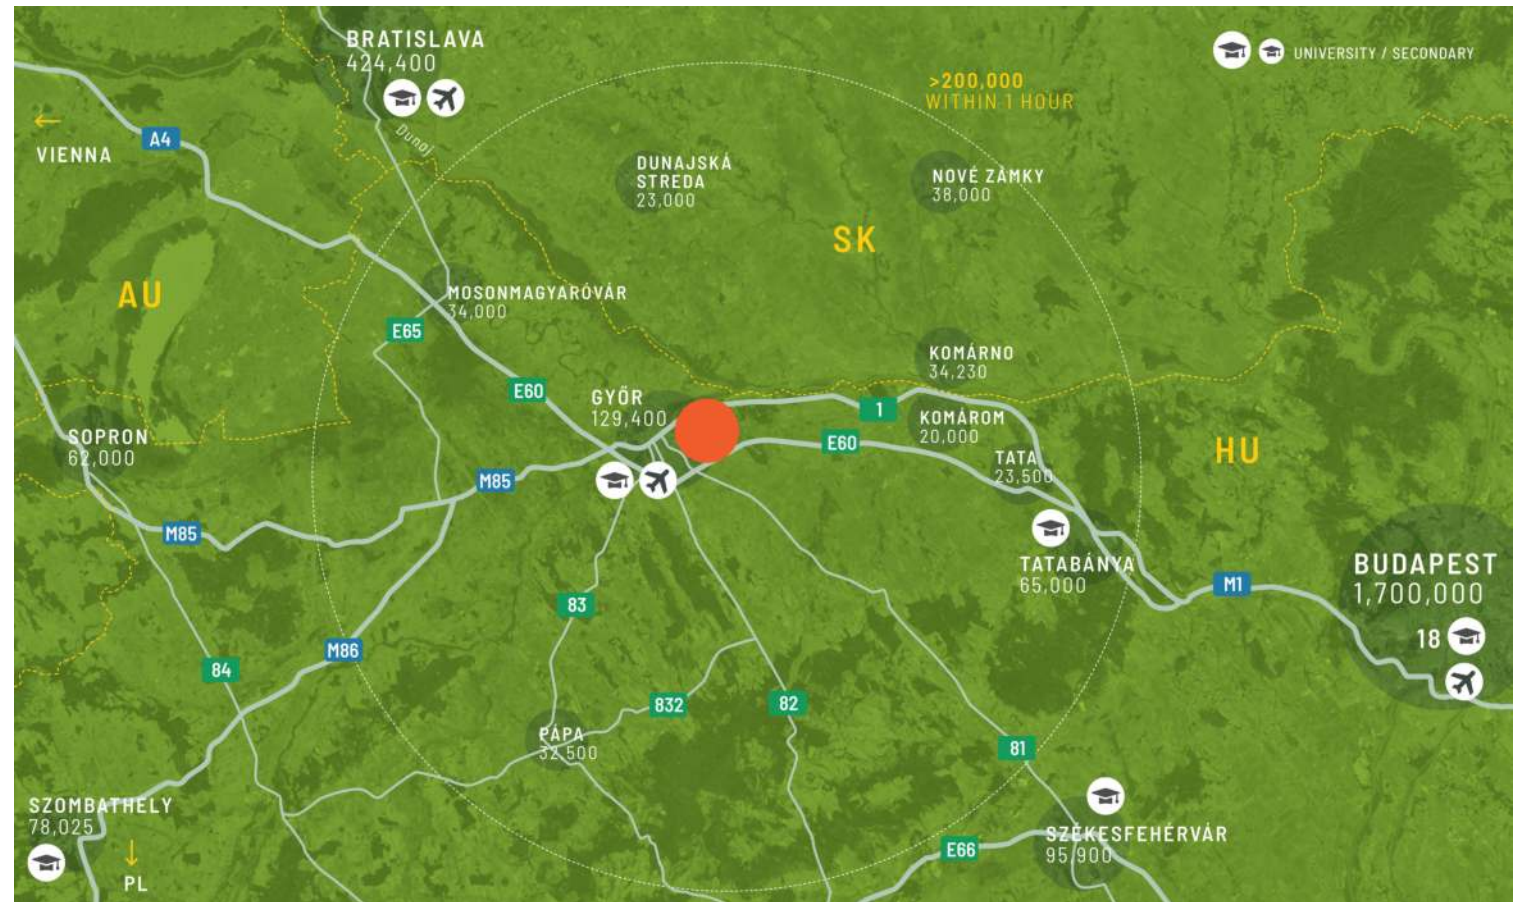 BRATISLAVA
424,400
UNIVERSITY / SECONDARY
>200,000
WITHIN 1 HOUR
VIENNA
A4
Dunaj
DUNAJSKÁ
STREDA
23,000
NOVÉ ZÁMKY
38,000
SK
AU
MOSONMAGYARÓVÁR
34,000
E65
KOMÁRNO
34,230
E60
GYŐR
129,400
1
KOMÁROM
20,000
E60
HU
SOPRON
62,000
TATA
23,500
M85
M85
TATABÁNYA
65,000
BUDAPEST
1,700,000
M1
18
83
M86
84
832
82
PÁPA
32,500
81
SZOMBATHELY
78,025
PL
SZÉKESFEHÉRVÁR
95,900
E66